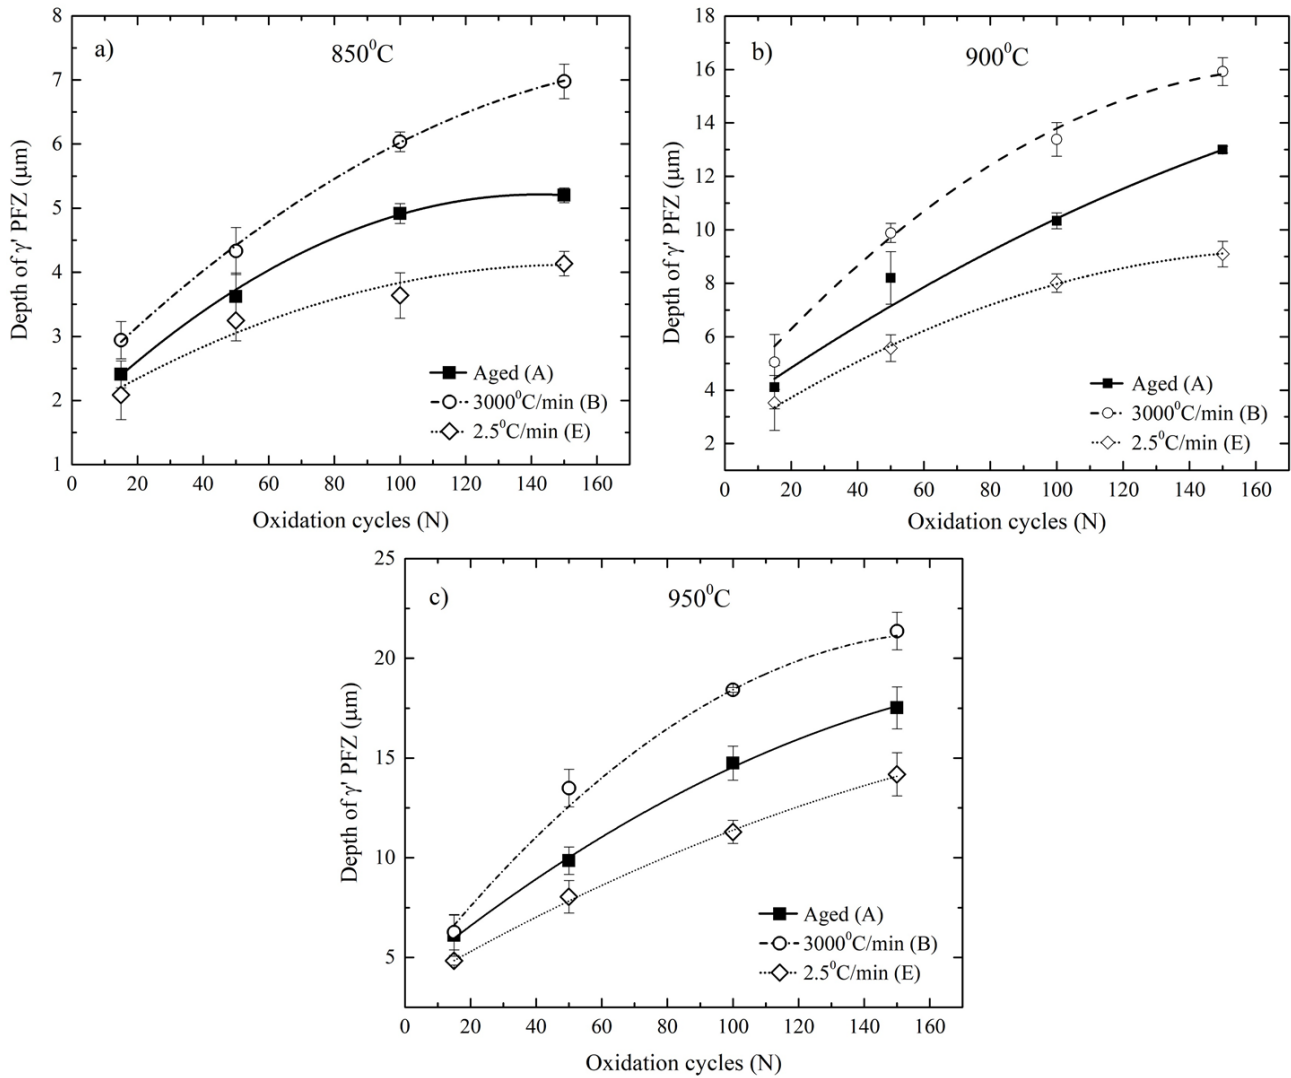 a)
850⁰C
8
7
6
5
4
3
2
1
Depth of γ' PFZ (μm)
Aged (A)
3000⁰C/min (B)
2.5⁰C/min (E)
0 20 40 60 80 100 120 140 160
Oxidation cycles (N)
b)
900⁰C
18
16
14
12
10
8
6
4
2
Depth of γ' PFZ (μm)
Aged (A)
3000⁰C/min (B)
2.5⁰C/min (E)
0 20 40 60 80 100 120 140 160
Oxidation cycles (N)
c)
950⁰C
25
20
15
10
5
Depth of γ' PFZ (μm)
Aged (A)
3000⁰C/min (B)
2.5⁰C/min (E)
0 20 40 60 80 100 120 140 160
Oxidation cycles (N)